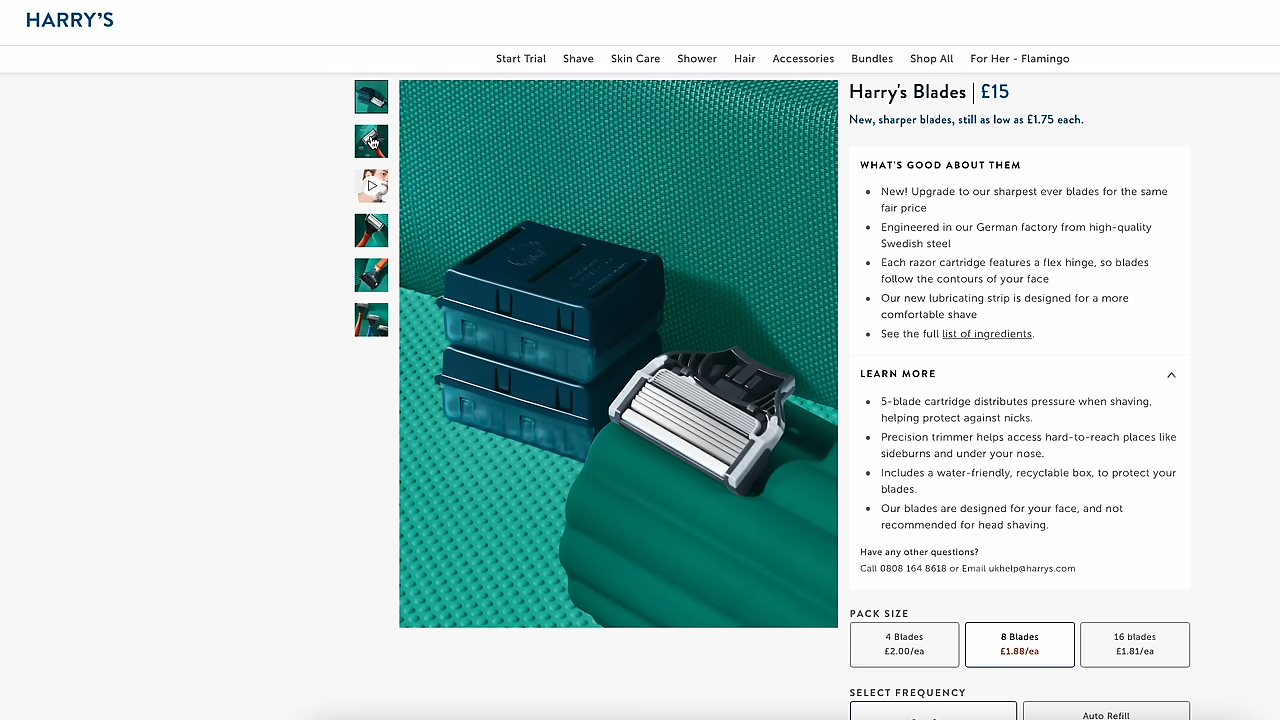 HARRY'S
Start Trial Shave Skin Care Shower Hair Accessories Bundles Shop All For Her - Flamingo
Harry's Blades | £15
New, sharper blades, still as low as £1.75 each.
WHAT'S GOOD ABOUT THEM
New! Upgrade to our sharpest ever blades for the same
fair price
Engineered in our German factory from high-quality
Swedish steel
Each razor cartridge features a flex hinge, so blades
follow the contours of your face
Our new lubricating strip is designed for a more
comfortable shave
See the full list of ingredients.
LEARN MORE
5-blade cartridge distributes pressure when shaving,
helping protect against nicks.
Precision trimmer helps access hard-to-reach places like
sideburns and under your nose.
Includes a water-friendly, recyclable box, to protect your
blades.
Our blades are designed for your face, and not
recommended for head shaving.
Have any other questions?
Call 0808 164 8618 or Email ukhelp@harrys.com
PACK SIZE
4 Blades 8 Blades 16 blades
£2.00/ea £1.88/ea £1.81/ea
SELECT FREQUENCY
Auto Refill